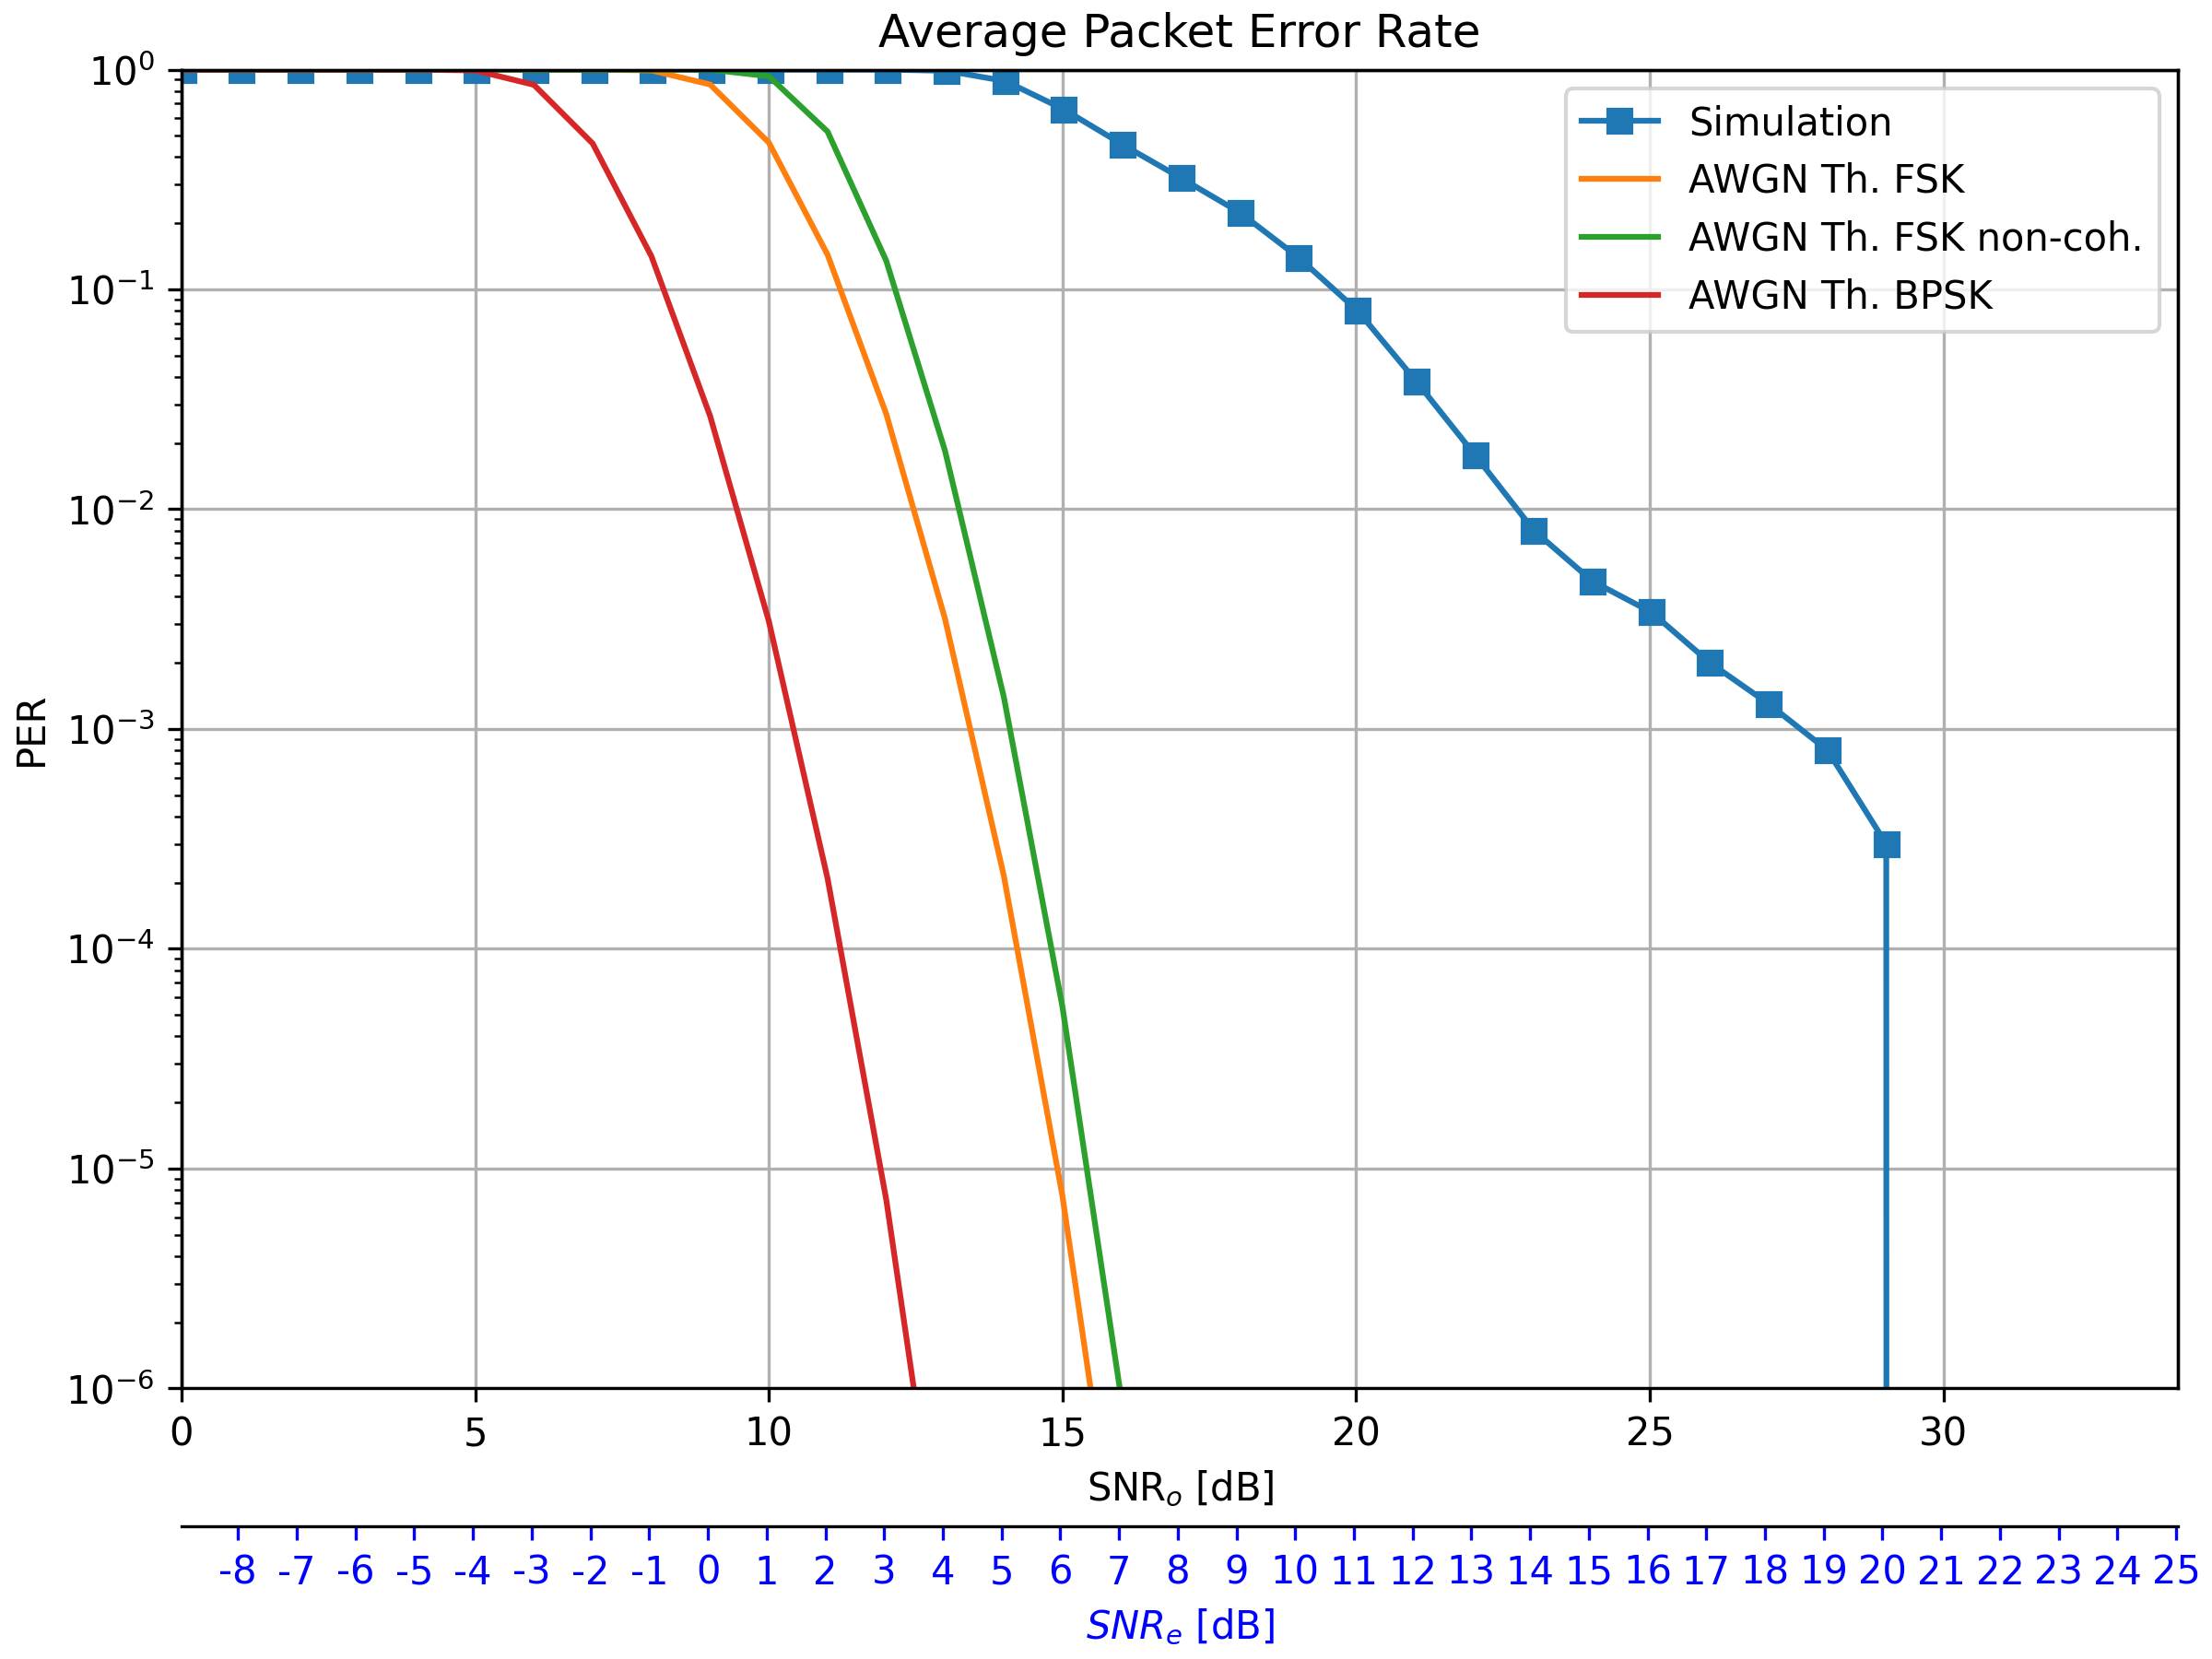 Average Packet Error Rate
10⁰
10⁻¹
10⁻²
10⁻³
10⁻⁴
10⁻⁵
10⁻⁶
PER
Simulation
AWGN Th. FSK
AWGN Th. FSK non-coh.
AWGN Th. BPSK
0 5 10 15 20 25 30
SNRₒ [dB]
-8 -7 -6 -5 -4 -3 -2 -1 0 1 2 3 4 5 6 7 8 9 10 11 12 13 14 15 16 17 18 19 20 21 22 23 24 25
SNRₑ [dB]